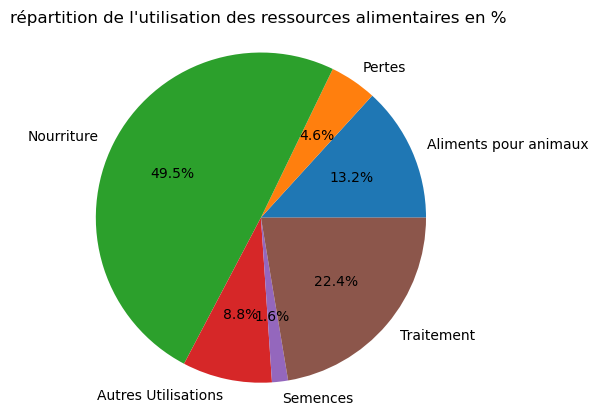 répartition de l'utilisation des ressources alimentaires en %
Pertes
Nourriture
4.6%
Aliments pour animaux
49.5%
13.2%
22.4%
8.8%
1.6%
Traitement
Autres Utilisations
Semences